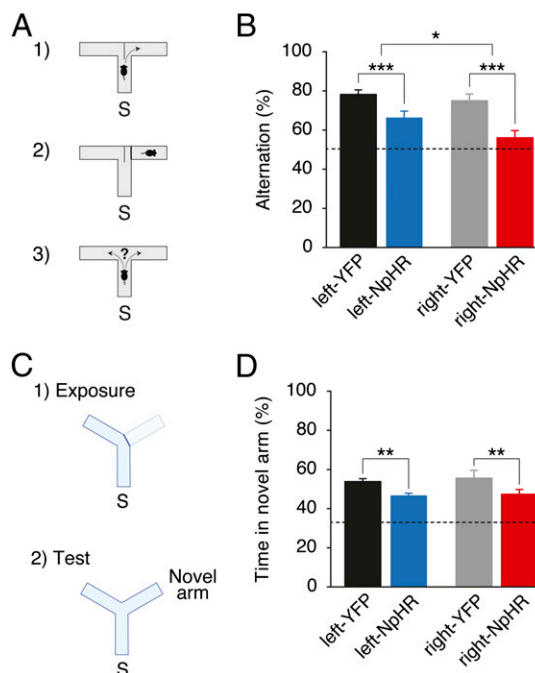 A
1)
S
2)
S
3)
?
S
B
Alternation (%)
100
80
60
40
20
0
*
***
***
left-YFP
left-NpHR
right-YFP
right-NpHR
C
1) Exposure
S
2) Test
Novel
arm
S
D
Time in novel arm (%)
100
80
60
40
20
0
**
**
left-YFP
left-NpHR
right-YFP
right-NpHR